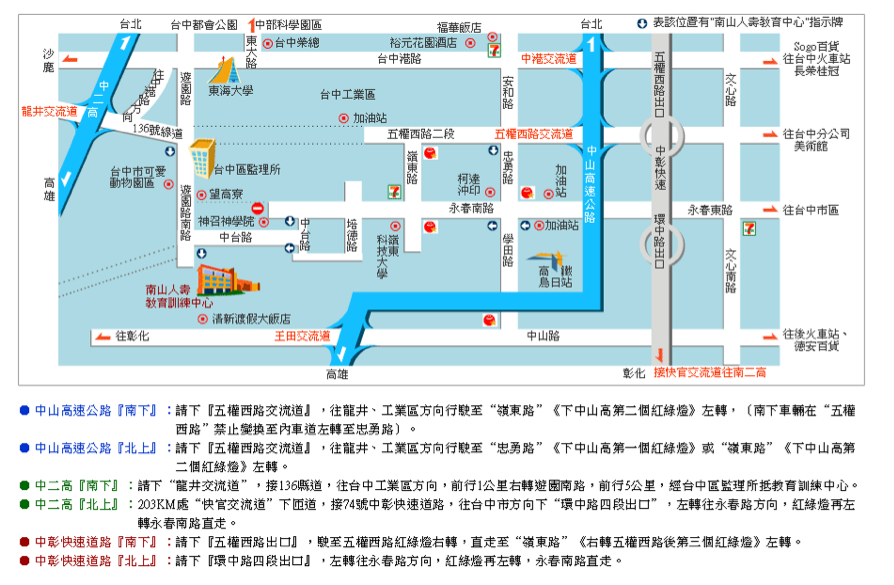 台北
台中都會公園
中部科學園區
福華飯店
台北
表該位置有"南山人壽教育中心"指示牌
沙鹿
東大路
台中榮總
裕元花園酒店
台中港路
中港交流道
Sogo百貨
往台中火車站
長榮桂冠
中二高
遊園路
東海大學
台中工業區
安和路
五權西路出口
文心路
龍井交流道
136號線道
加油站
五權西路二段
五權西路交流道
中山高速公路
中彰快速
往台中分公司
美術館
台中市可愛
動物園區
台中區監理所
嶺東路
忠勇路
柯達
沖印
加油站
高雄
遊園路南路
望高寮
神召神學院
中台路
中台路
培德路
永春南路
永春東路
往台中市區
嶺東科技大學
學田路
加油站
環中路出口
文心南路
高鐵
烏日站
南山人壽
教育訓練中心
清新渡假大飯店
往彰化
王田交流道
中山路
往後火車站、
德安百貨
高雄
彰化
接快官交流道往南二高
● 中山高速公路『南下』：請下『五權西路交流道』，往龍井、工業區方向行駛至“嶺東路”《下中山高第二個紅綠燈》左轉，〔南下車輛在“五權
西路”禁止變換至內車道左轉至忠勇路〕。
● 中山高速公路『北上』：請下『五權西路交流道』，往龍井、工業區方向行駛至“忠勇路”《下中山高第一個紅綠燈》或“嶺東路”《下中山高第
二個紅綠燈》左轉。
● 中二高『南下』：請下“龍井交流道”，接136縣道，往台中工業區方向，前行1公里右轉遊園南路，前行5公里，經台中區監理所抵教育訓練中心。
● 中二高『北上』：203KM處“快官交流道”下匝道，接74號中彰快速道路，往台中市方向下“環中路四段出口”，左轉往永春路方向，紅綠燈再左
轉永春南路直走。
● 中彰快速道路『南下』：請下『五權西路出口』，駛至五權西路紅綠燈右轉，直走至“嶺東路”《右轉五權西路後第三個紅綠燈》左轉。
● 中彰快速道路『北上』：請下『環中路四段出口』，左轉往永春路方向，紅綠燈再左轉，永春南路直走。